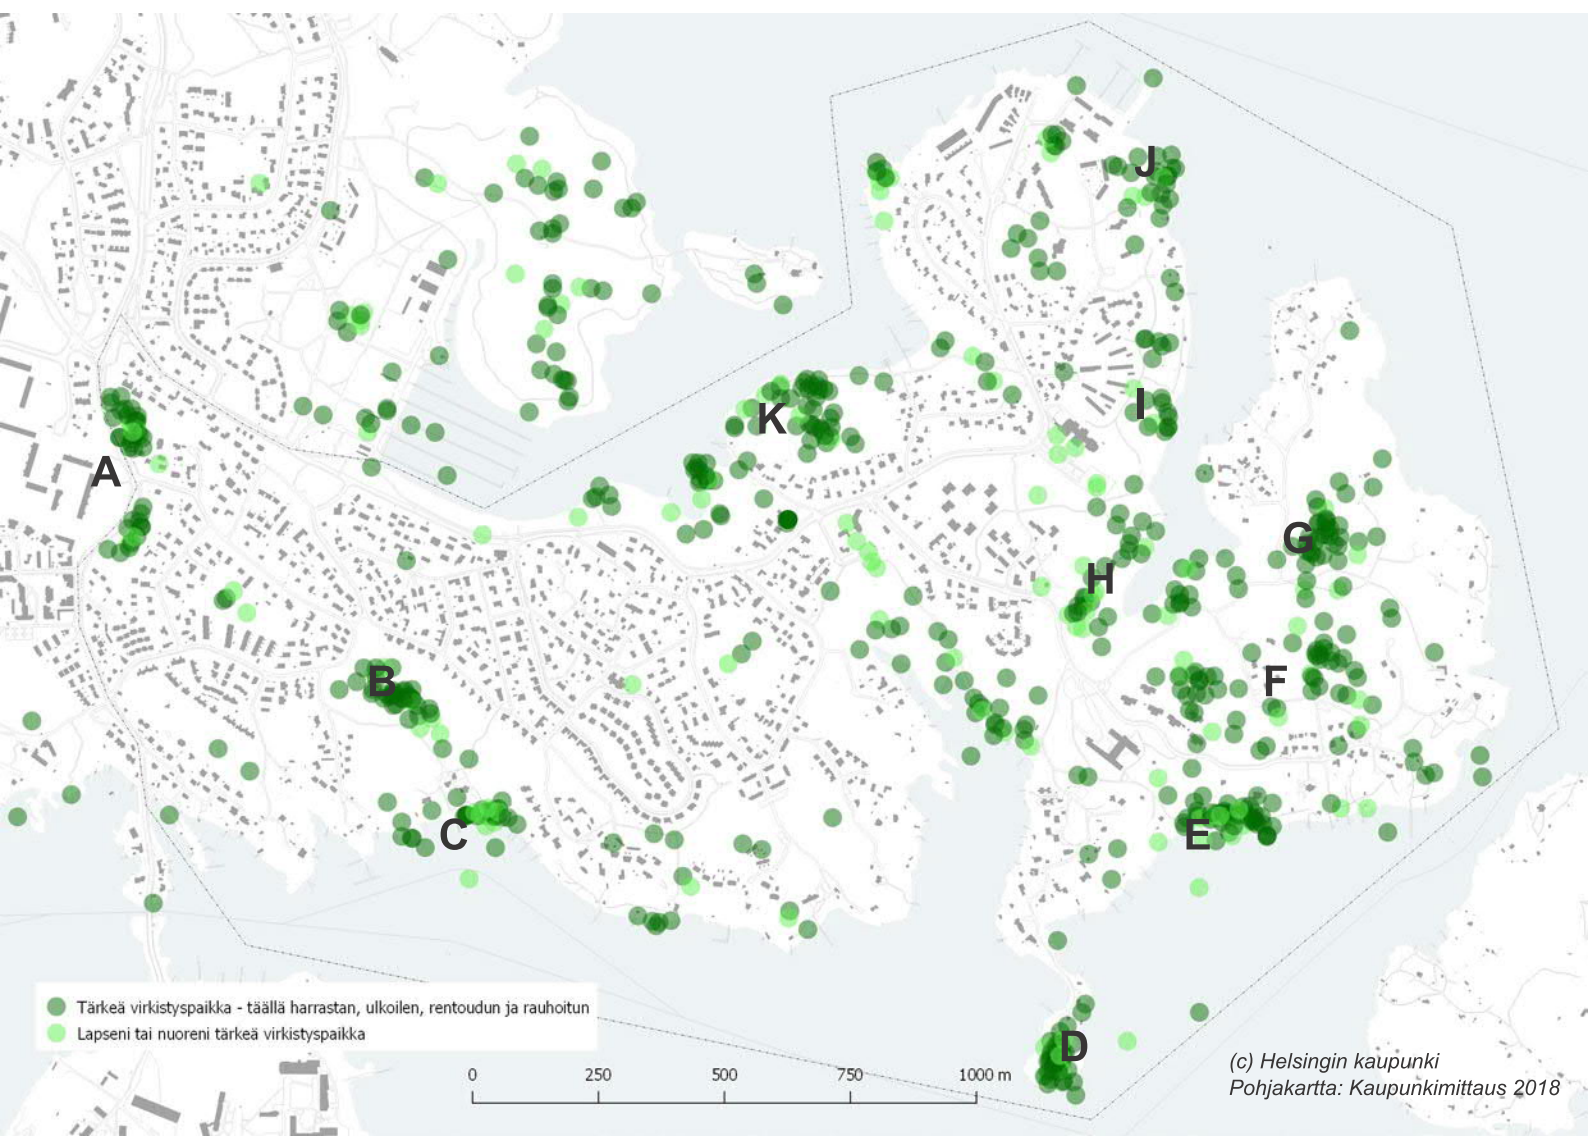 J
I
K
A
G
H
B
F
C
E
D
Tärkeä virkistyspaikka - täällä harrastan, ulkoilen, rentoudun ja rauhoitun
Lapseni tai nuoreni tärkeä virkistyspaikka
0 250 500 750 1000 m
(c) Helsingin kaupunki
Pohjakartta: Kaupunkimittaus 2018